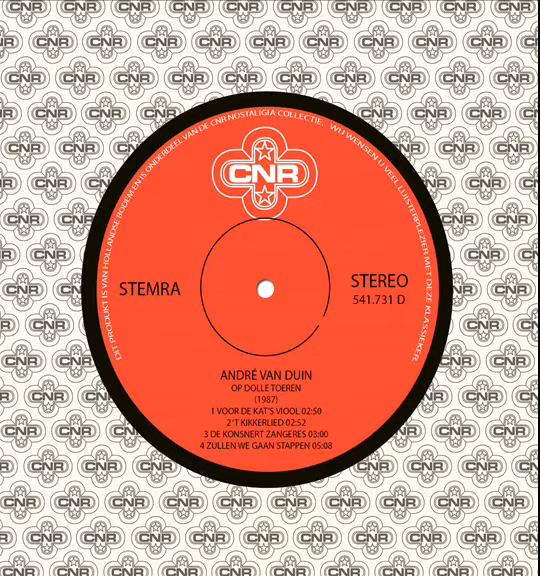 DIT PRODUKT IS VAN HOLLANDSE BODEM EN IS ONDERDEEL VAN DE CNR NOSTALIGIA COLLECTIE. WIJ WENSEN U VEEL LUISTERPLEZIER MET DEZE KLASSIEKER.
CNR
STEMRA
STEREO
541.731 D
ANDRÉ VAN DUIN
OP DOLLE TOEREN
(1987)
1 VOOR DE KAT'S VIOOL 02:50
2 'T KIKKERLIED 02:52
3 DE KONSNERT ZANGERES 03:00
4 ZULLEN WE GAAN STAPPEN 05:08